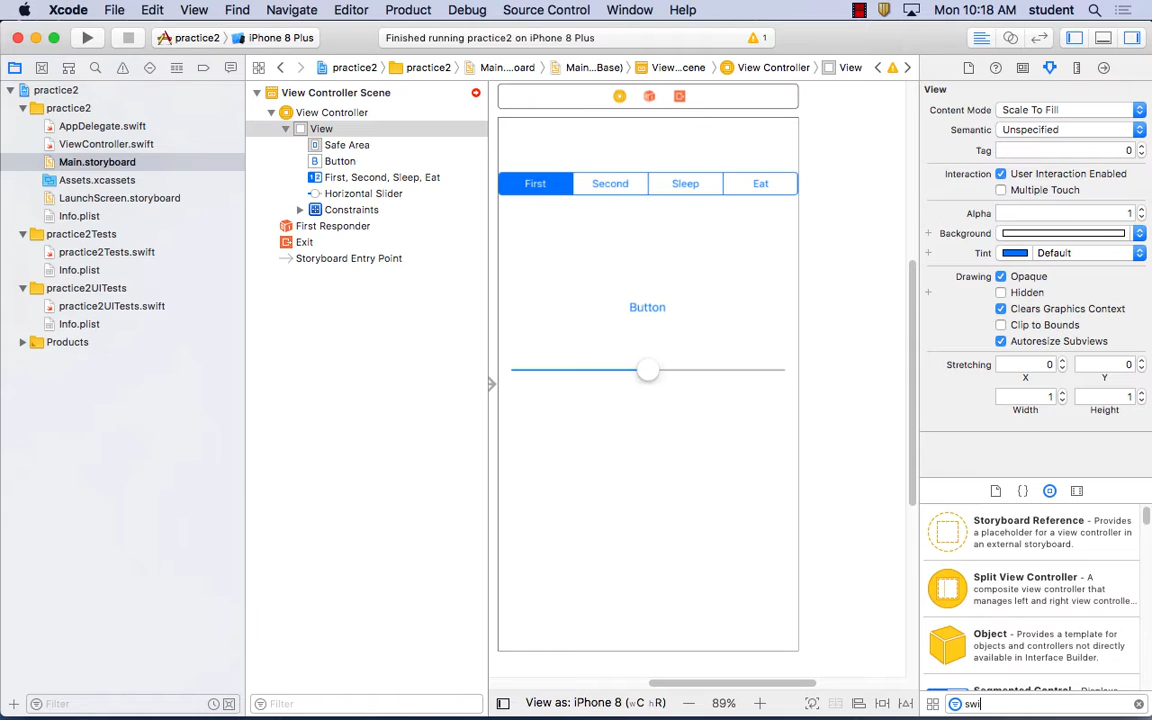 Xcode File Edit View Find Navigate Editor Product Debug Source Control Window Help Mon 10:18 AM student
practice2 iPhone 8 Plus Finished running practice2 on iPhone 8 Plus 1
practice2 practice2 Main....oard Main...Base) View...cene View Controller View
practice2
practice2
AppDelegate.swift
ViewController.swift
Main.storyboard
Assets.xcassets
LaunchScreen.storyboard
Info.plist
practice2Tests
practice2Tests.swift
Info.plist
practice2UITests
practice2UITests.swift
Info.plist
Products
Filter
View Controller Scene
View Controller
View
Safe Area
B Button
First, Second, Sleep, Eat
Horizontal Slider
Constraints
First Responder
Exit
Storyboard Entry Point
Filter
First Second Sleep Eat
Button
View as: iPhone 8 (wC hR) 89%
View
Content Mode Scale To Fill
Semantic Unspecified
Tag 0
Interaction User Interaction Enabled
Multiple Touch
Alpha 1
Background
Tint Default
Drawing Opaque
Hidden
Clears Graphics Context
Clip to Bounds
Autoresize Subviews
Stretching 0 0
X Y
1 1
Width Height
Storyboard Reference - Provides
a placeholder for a view controller in
an external storyboard.
Split View Controller - A
composite view controller that
manages left and right view controlle...
Object - Provides a template for
objects and controllers not directly
available in Interface Builder.
Segmented Control - Displays
swi